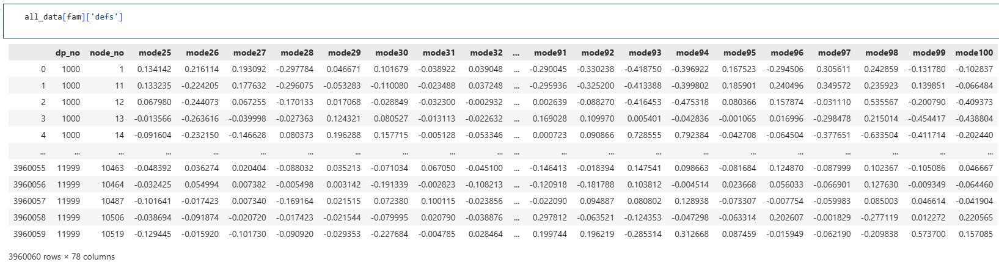 all_data[fam]['defs']
dp_no node_no mode25 mode26 mode27 mode28 mode29 mode30 mode31 mode32 ... mode91 mode92 mode93 mode94 mode95 mode96 mode97 mode98 mode99 mode100
0 1000 1 0.134142 0.216114 0.193092 -0.297784 0.046671 0.101679 -0.038922 0.039048 ... -0.290045 -0.330238 -0.418750 -0.396922 0.167523 -0.294506 0.305611 0.242859 -0.131780 -0.102837
1 1000 11 0.133235 -0.224205 0.177632 -0.296075 -0.053283 -0.110080 -0.023488 0.037248 ... -0.295936 -0.325200 -0.413388 -0.399802 0.185901 0.240496 0.349572 0.235923 0.139851 -0.066484
2 1000 12 0.067980 -0.244073 0.067255 -0.170133 0.017068 -0.028849 -0.032300 -0.002932 ... 0.002639 -0.088270 -0.416453 -0.475318 0.080366 0.157874 -0.031110 0.535567 -0.200790 -0.409373
3 1000 13 -0.013566 -0.263616 -0.039998 -0.027363 0.124321 0.080527 -0.013113 -0.022632 ... 0.169028 0.109970 0.005401 -0.042836 -0.001065 0.016996 -0.298478 0.215014 -0.454417 -0.438804
4 1000 14 -0.091604 -0.232150 -0.146628 0.080373 0.196288 0.157715 -0.005128 -0.053346 ... 0.000723 0.090866 0.728555 0.792384 -0.042708 -0.064504 -0.377651 -0.633504 -0.411714 -0.202440
... ... ... ... ... ... ... ... ... ... ... ... ... ... ... ... ... ... ... ... ... ...
3960055 11999 10463 -0.048392 0.036274 0.020404 -0.088032 0.035213 -0.071034 0.067050 -0.045100 ... -0.146413 -0.018394 0.147541 0.098663 -0.081684 0.124870 -0.087999 0.102367 -0.105086 0.046667
3960056 11999 10464 -0.032425 0.054994 0.007382 -0.005498 0.003142 -0.191339 -0.002823 -0.108213 ... -0.120918 -0.181788 0.103812 -0.004514 0.023668 0.056033 -0.066901 0.127630 -0.009349 -0.064460
3960057 11999 10487 -0.101641 -0.017423 0.007340 -0.169164 0.021515 0.072380 0.100115 -0.023856 ... -0.022090 0.094887 0.080802 0.128938 -0.073307 -0.007754 -0.059983 0.085003 0.046614 -0.041904
3960058 11999 10506 -0.038694 -0.091874 -0.020720 -0.017423 -0.021544 -0.079995 0.020790 -0.038876 ... 0.297812 -0.063521 -0.124353 -0.047298 -0.063314 0.202607 -0.001829 -0.277119 0.012272 0.220565
3960059 11999 10519 -0.129445 -0.015920 -0.101730 -0.090920 -0.029353 -0.227684 -0.004785 0.028464 ... 0.199744 0.196219 -0.285314 0.312668 0.087459 -0.015949 -0.062190 -0.209838 0.573700 0.157085
3960060 rows × 78 columns